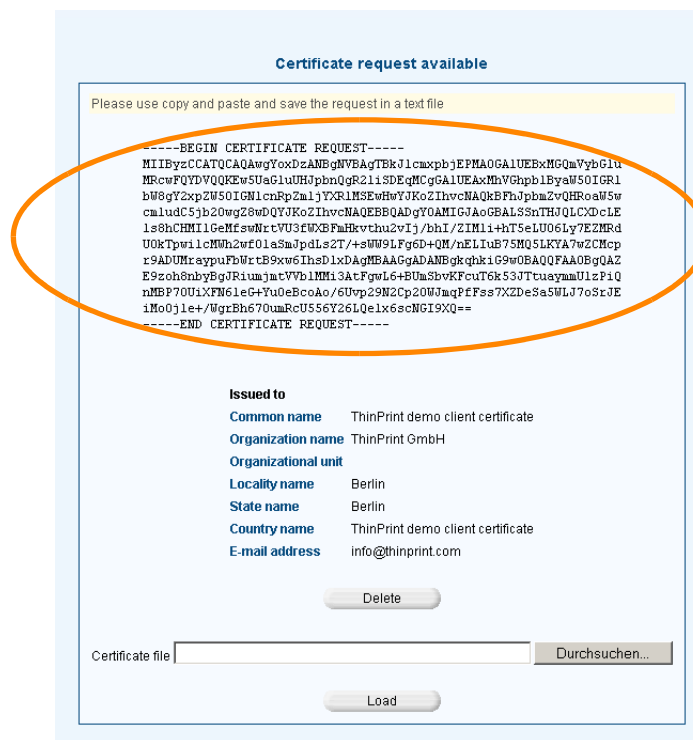 Certificate request available
Please use copy and paste and save the request in a text file
-----BEGIN CERTIFICATE REQUEST-----
MIIByzCCATQCAQAwgYoxDzANBgNVBAgTBkJlcmxpbjEPMA0GA1UEBxMGQmVybGlu
MRcwFQYDVQQKEw5UaGluUHJpbnQgR21iSDEqMCgGA1UEAxMhVGhpblByaW50IGRl
bW8gY2xpZW50IGNlcnRpZmljYXRlMSEwHwYJKoZIhvcNAQkBFhJpbmZvQHRoaW5w
cmludC5jb20wgZ8wDQYJKoZIhvcNAQEBBQADgY0AMIGJAoGBALSSnTHJQLCXDcLE
ls8hCHMIlGeMfswNrtVU3fWXBFmHkvthu2vIj/bhI/ZIMli+hT5eLU06Ly7EZMRd
U0kTpwilcMWh2wf0laSmJpdLs2T/+sWW9LFg6D+QM/nELIuB75MQ5LKYA7wZCMcp
r9ADUMraypuFbWrtB9xw6IhsDlxDAgMBAAGgADANBgkqhkiG9w0BAQQFAAOBgQAZ
E9zoh8nbyBgJRiumjmtVVblMMi3AtFgwL6+BUmSbvKFcuT6k53JTtuaymmUlzPiQ
nMBP70UiXFN6leG+Yu0eBcoAo/6Uvp29N2Cp20WJmqPfFss7XZDeSa5WLJ7oSrJE
iMo0jle+/WgrBh670umRcU556Y26LQelx6scNGI9XQ==
-----END CERTIFICATE REQUEST-----
Issued to
Common name ThinPrint demo client certificate
Organization name ThinPrint GmbH
Organizational unit
Locality name Berlin
State name Berlin
Country name ThinPrint demo client certificate
E-mail address info@thinprint.com
Delete
Certificate file Durchsuchen...
Load